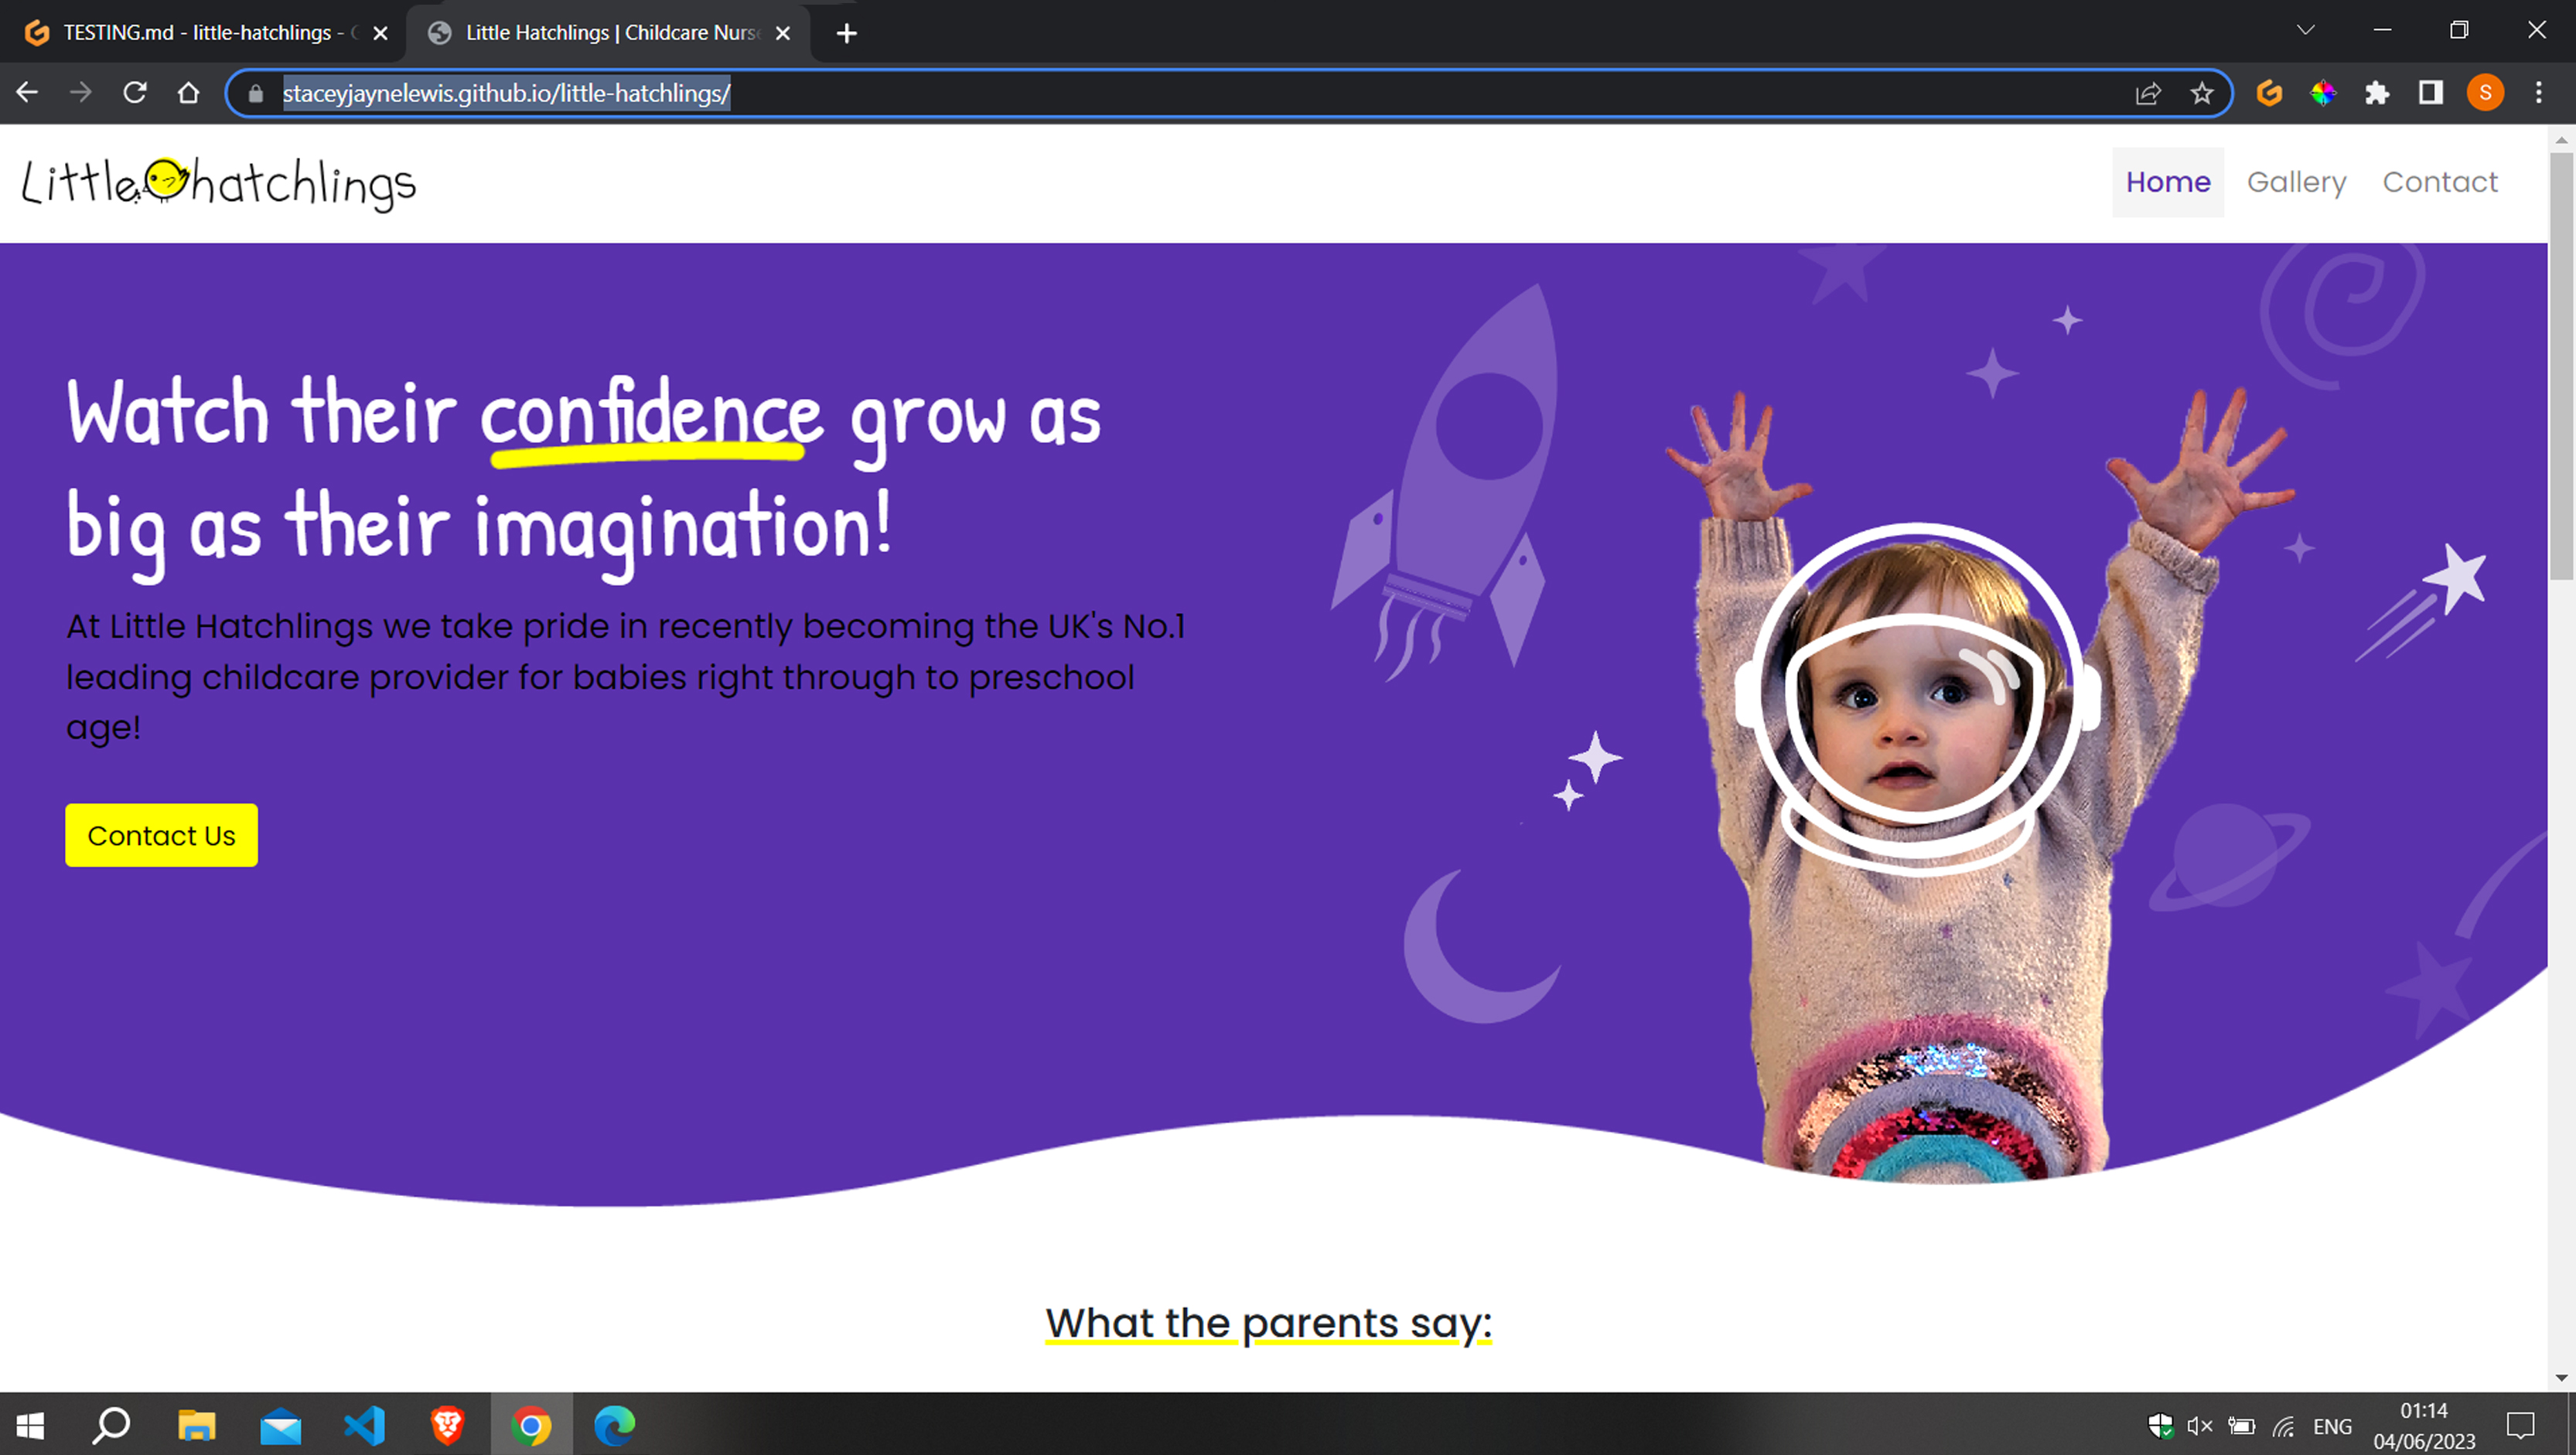 TESTING.md - little-hatchlings -
Little Hatchlings | Childcare Nurs
staceyjaynelewis.github.io/little-hatchlings/
S
Little hatchlings
Home Gallery Contact
Watch their confidence grow as
big as their imagination!
At Little Hatchlings we take pride in recently becoming the UK's No.1
leading childcare provider for babies right through to preschool
age!
Contact Us
What the parents say:
ENG
01:14
04/06/2023